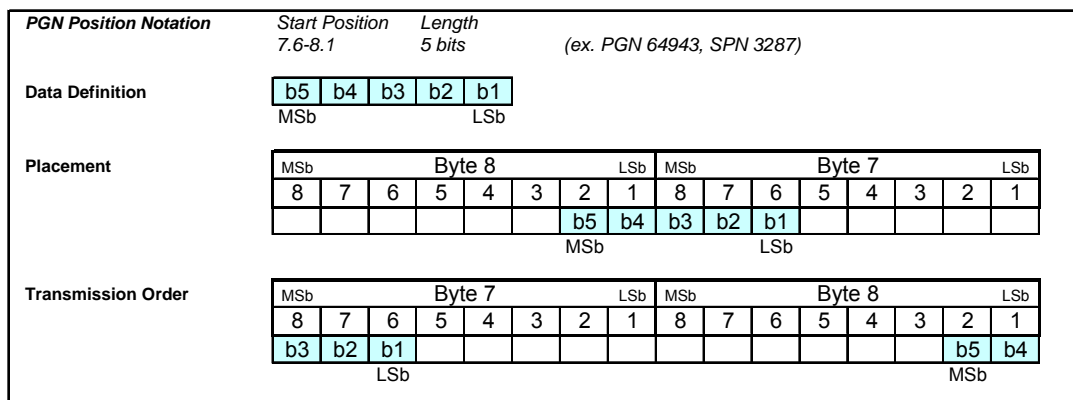 PGN Position Notation Start Position Length
7.6-8.1 5 bits (ex. PGN 64943, SPN 3287)
Data Definition b5 b4 b3 b2 b1
MSb LSb
Placement MSb Byte 8 LSb MSb Byte 7 LSb
8 7 6 5 4 3 2 1 8 7 6 5 4 3 2 1
b5 b4 b3 b2 b1
MSb LSb
Transmission Order MSb Byte 7 LSb MSb Byte 8 LSb
8 7 6 5 4 3 2 1 8 7 6 5 4 3 2 1
b3 b2 b1 b5 b4
LSb MSb